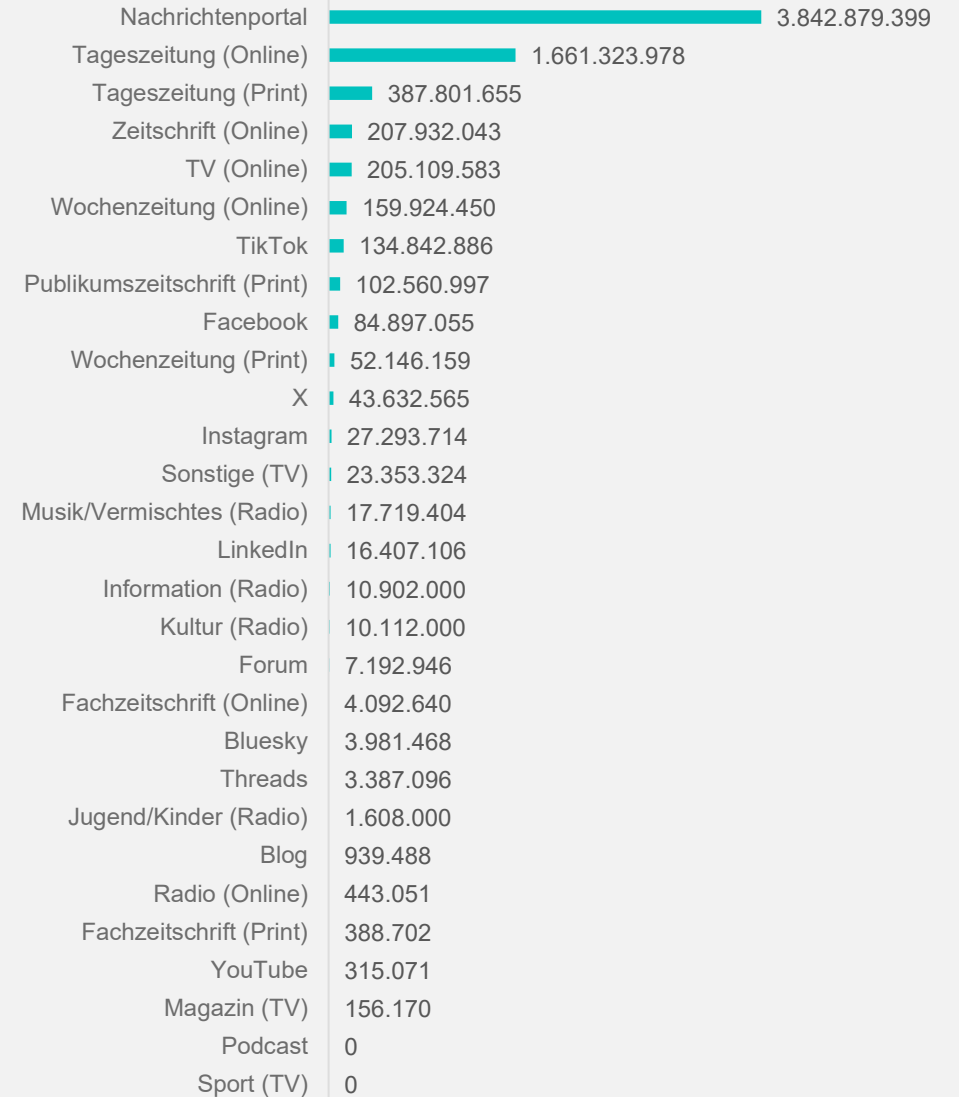 Nachrichtenportal 3.842.879.399
Tageszeitung (Online) 1.661.323.978
Tageszeitung (Print) 387.801.655
Zeitschrift (Online) 207.932.043
TV (Online) 205.109.583
Wochenzeitung (Online) 159.924.450
TikTok 134.842.886
Publikumszeitschrift (Print) 102.560.997
Facebook 84.897.055
Wochenzeitung (Print) 52.146.159
X 43.632.565
Instagram 27.293.714
Sonstige (TV) 23.353.324
Musik/Vermischtes (Radio) 17.719.404
LinkedIn 16.407.106
Information (Radio) 10.902.000
Kultur (Radio) 10.112.000
Forum 7.192.946
Fachzeitschrift (Online) 4.092.640
Bluesky 3.981.468
Threads 3.387.096
Jugend/Kinder (Radio) 1.608.000
Blog 939.488
Radio (Online) 443.051
Fachzeitschrift (Print) 388.702
YouTube 315.071
Magazin (TV) 156.170
Podcast 0
Sport (TV) 0